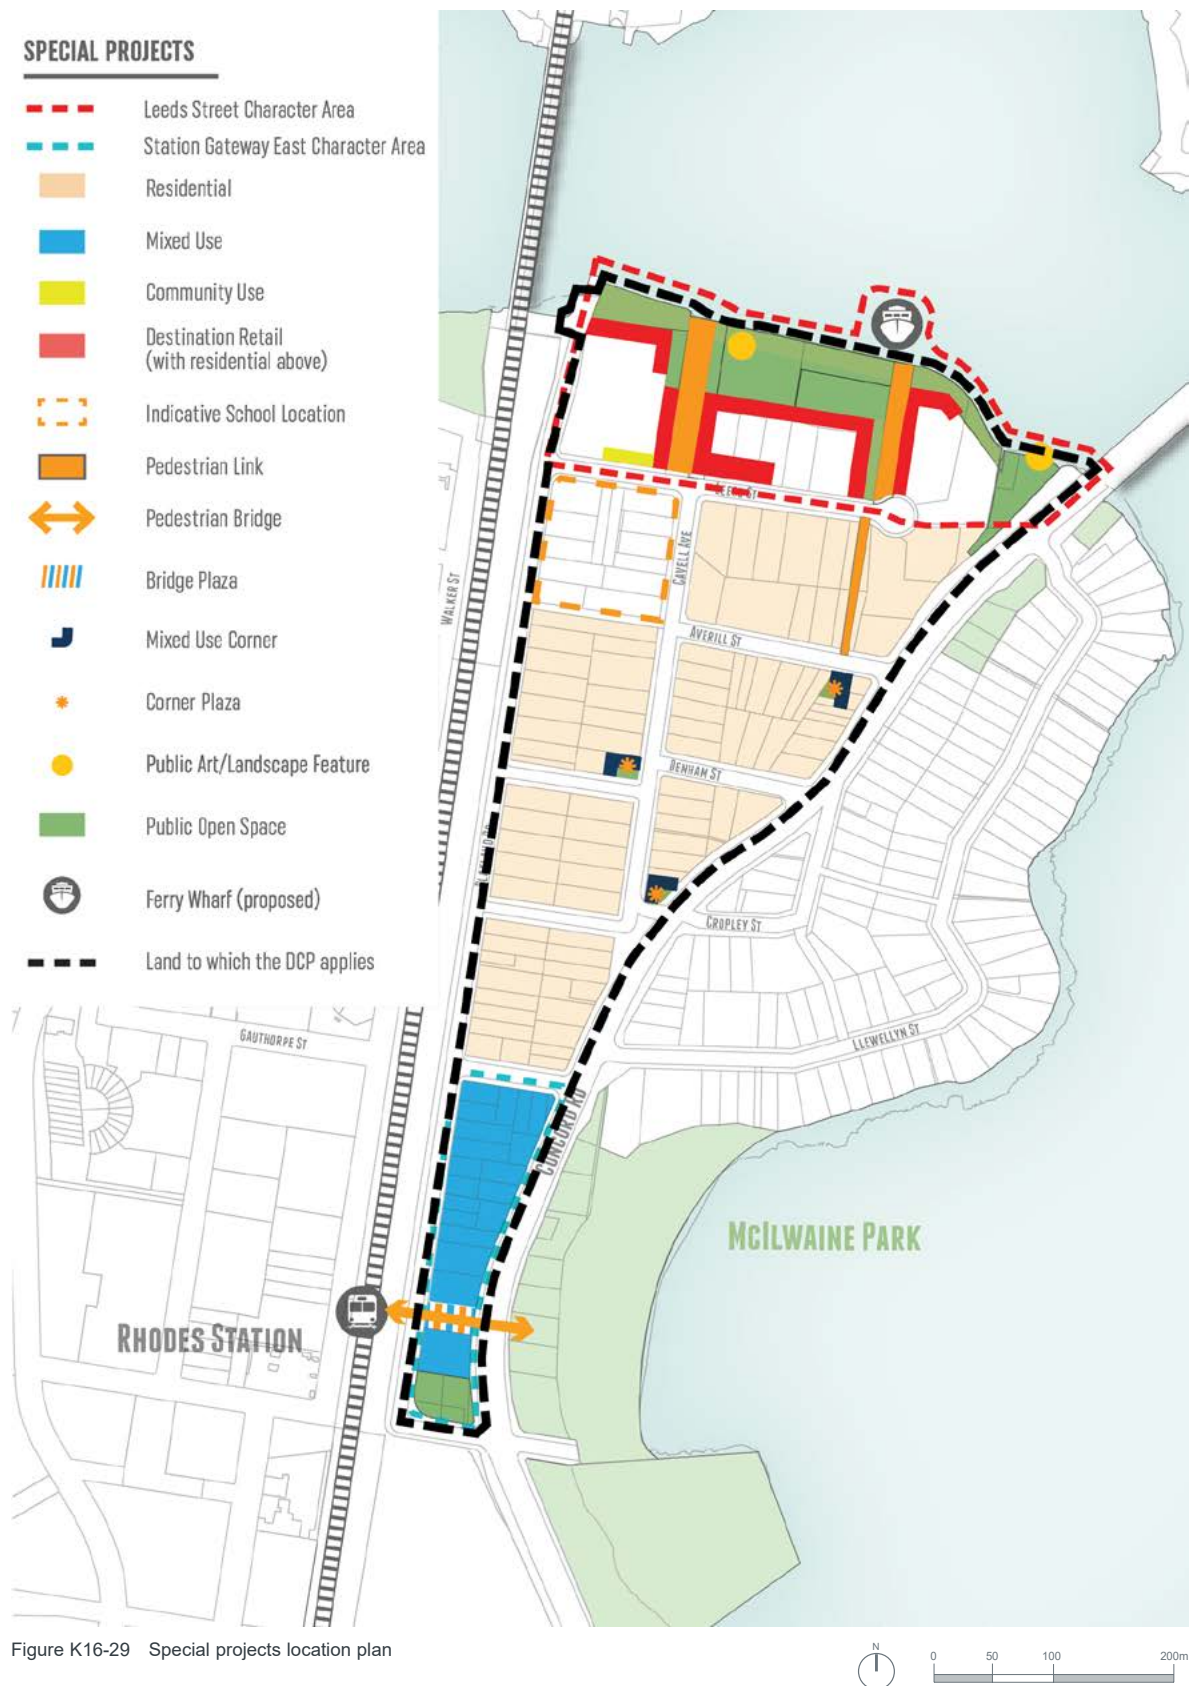 SPECIAL PROJECTS
Leeds Street Character Area
Station Gateway East Character Area
Residential
Mixed Use
Community Use
Destination Retail
(with residential above)
Indicative School Location
Pedestrian Link
Pedestrian Bridge
Bridge Plaza
Mixed Use Corner
Corner Plaza
Public Art/Landscape Feature
Public Open Space
Ferry Wharf (proposed)
Land to which the DCP applies
LEEDS ST
CAVELL AVE
WALKER ST
AVERILL ST
DENHAM ST
CROPLEY ST
LLEWELLYN ST
GAUTHORPE ST
CONCORD RD
McILWAINE PARK
RHODES STATION
Figure K16-29 Special projects location plan
N
0 50 100 200m